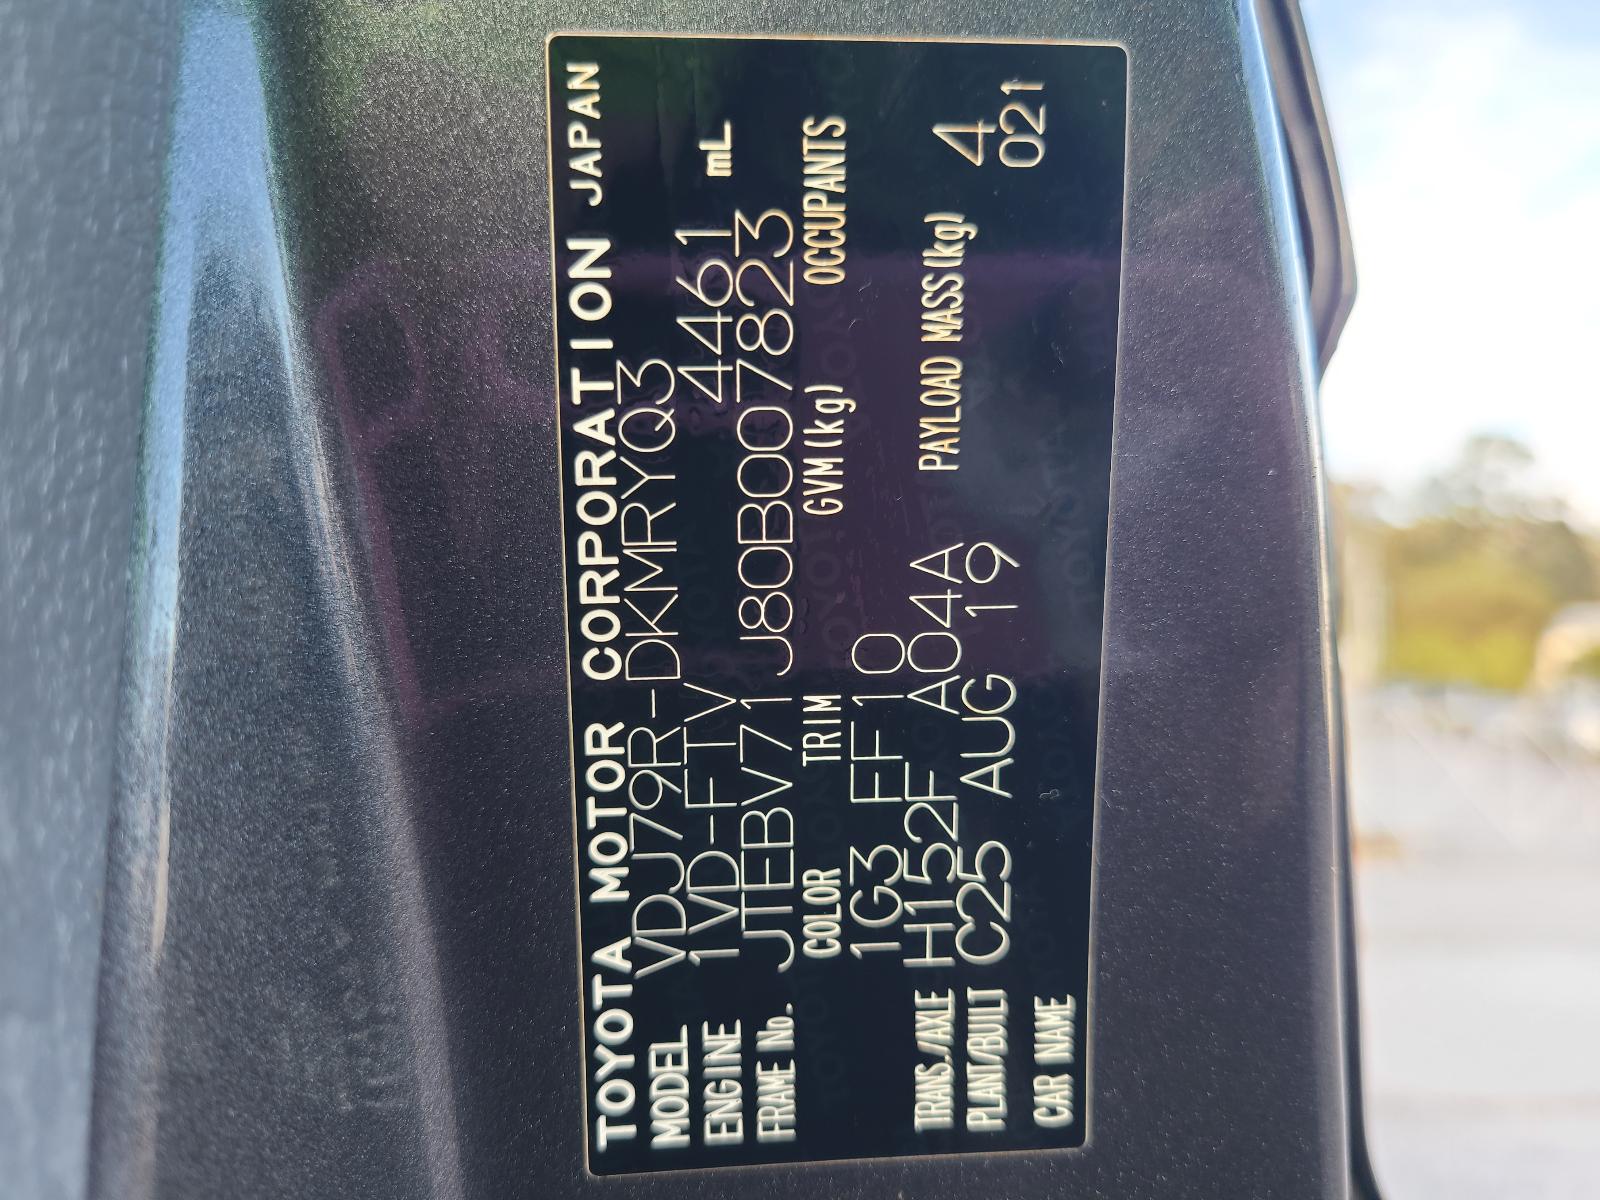 TOYOTA MOTOR CORPORATION JAPAN
MODEL VDJ79R-DKMRYQ3
ENGINE 1VD-FTV 4461 mL
FRAME No. JTEBV71J80B007823
COLOR TRIM GVM(kg) OCCUPANTS
1G3 FF10
TRANS./AXLE H152F A04A PAYLOAD MASS(kg) 4
PLANT/BUILT C25 AUG 19 021
CAR NAME